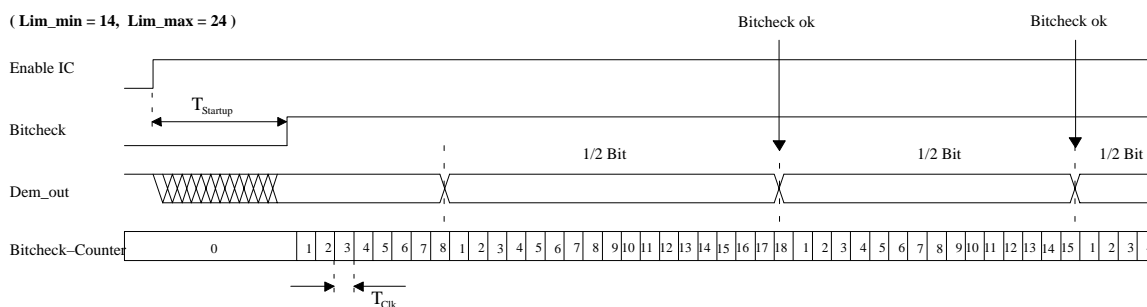 ( Lim_min = 14, Lim_max = 24 )
Bitcheck ok
Bitcheck ok
Enable IC
TStartup
Bitcheck
1/2 Bit
1/2 Bit
1/2 Bit
Dem_out
Bitcheck–Counter 0 1 2 3 4 5 6 7 8 1 2 3 4 5 6 7 8 9 10 11 12 13 14 15 16 17 18 1 2 3 4 5 6 7 8 9 10 11 12 13 14 15 1 2 3
TClk